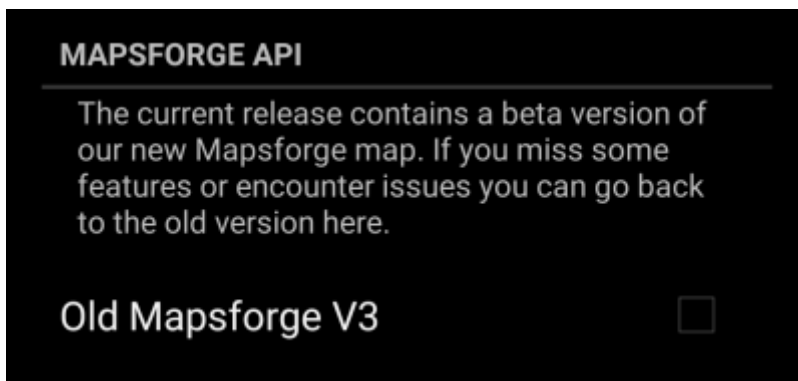 MAPSFORGE API
The current release contains a beta version of
our new Mapsforge map. If you miss some
features or encounter issues you can go back
to the old version here.
Old Mapsforge V3